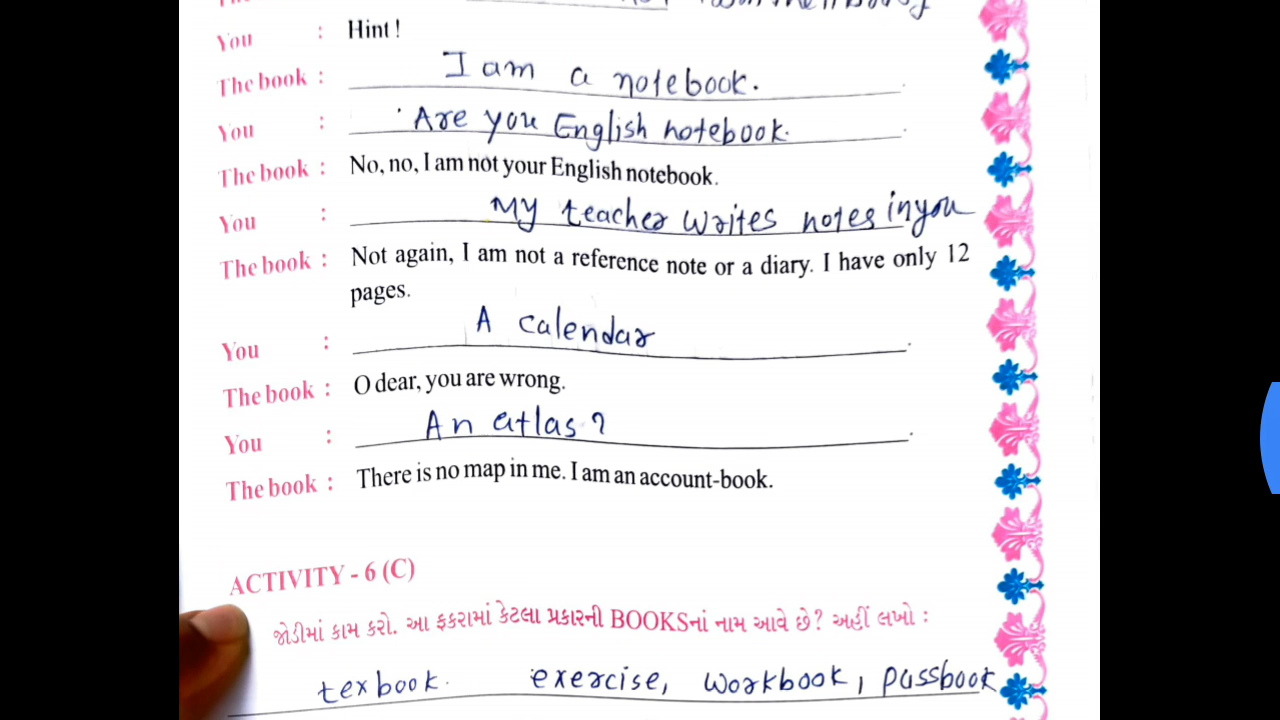 You : Hint!
The book : I am a notebook.
You : Are you English notebook.
The book : No, no, I am not your English notebook.
You : My teacher writes notes in you
The book : Not again, I am not a reference note or a diary. I have only 12
pages.
You : A calendar.
The book : O dear, you are wrong.
You : An atlas?.
The book : There is no map in me. I am an account-book.
ACTIVITY - 6 (C)
જોડીમાં કામ કરો. આ ફકરામાં કેટલા પ્રકારની BOOKSનાં નામ આવે છે? અહીં લખો :
texbook. exercise, workbook, passbook